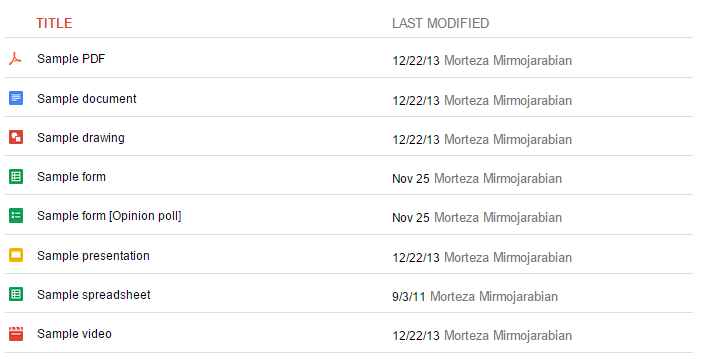 TITLE LAST MODIFIED
Sample PDF 12/22/13 Morteza Mirmojarabian
Sample document 12/22/13 Morteza Mirmojarabian
Sample drawing 12/22/13 Morteza Mirmojarabian
Sample form Nov 25 Morteza Mirmojarabian
Sample form [Opinion poll] Nov 25 Morteza Mirmojarabian
Sample presentation 12/22/13 Morteza Mirmojarabian
Sample spreadsheet 9/3/11 Morteza Mirmojarabian
Sample video 12/22/13 Morteza Mirmojarabian